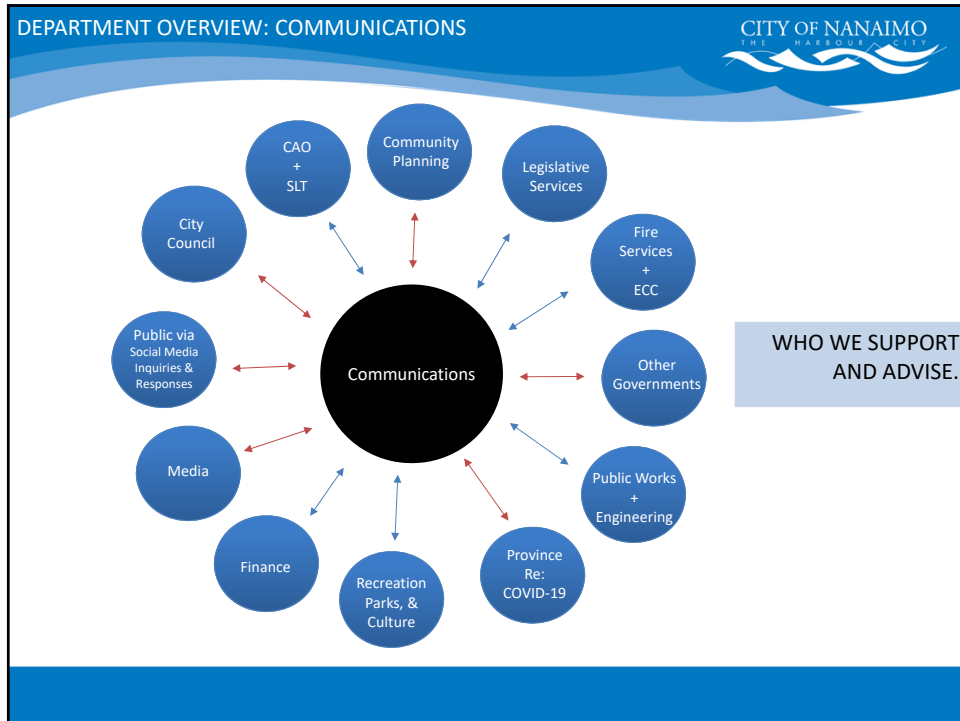 DEPARTMENT OVERVIEW: COMMUNICATIONS
CITY OF NANAIMO
THE HARBOUR CITY
Community
Planning
CAO
+
SLT
Legislative
Services
City
Council
Fire
Services
+
ECC
Public via
Social Media
Inquiries &
Responses
Communications
Other
Governments
WHO WE SUPPORT
AND ADVISE.
Media
Public Works
+
Engineering
Finance
Recreation
Parks, &
Culture
Province
Re:
COVID-19